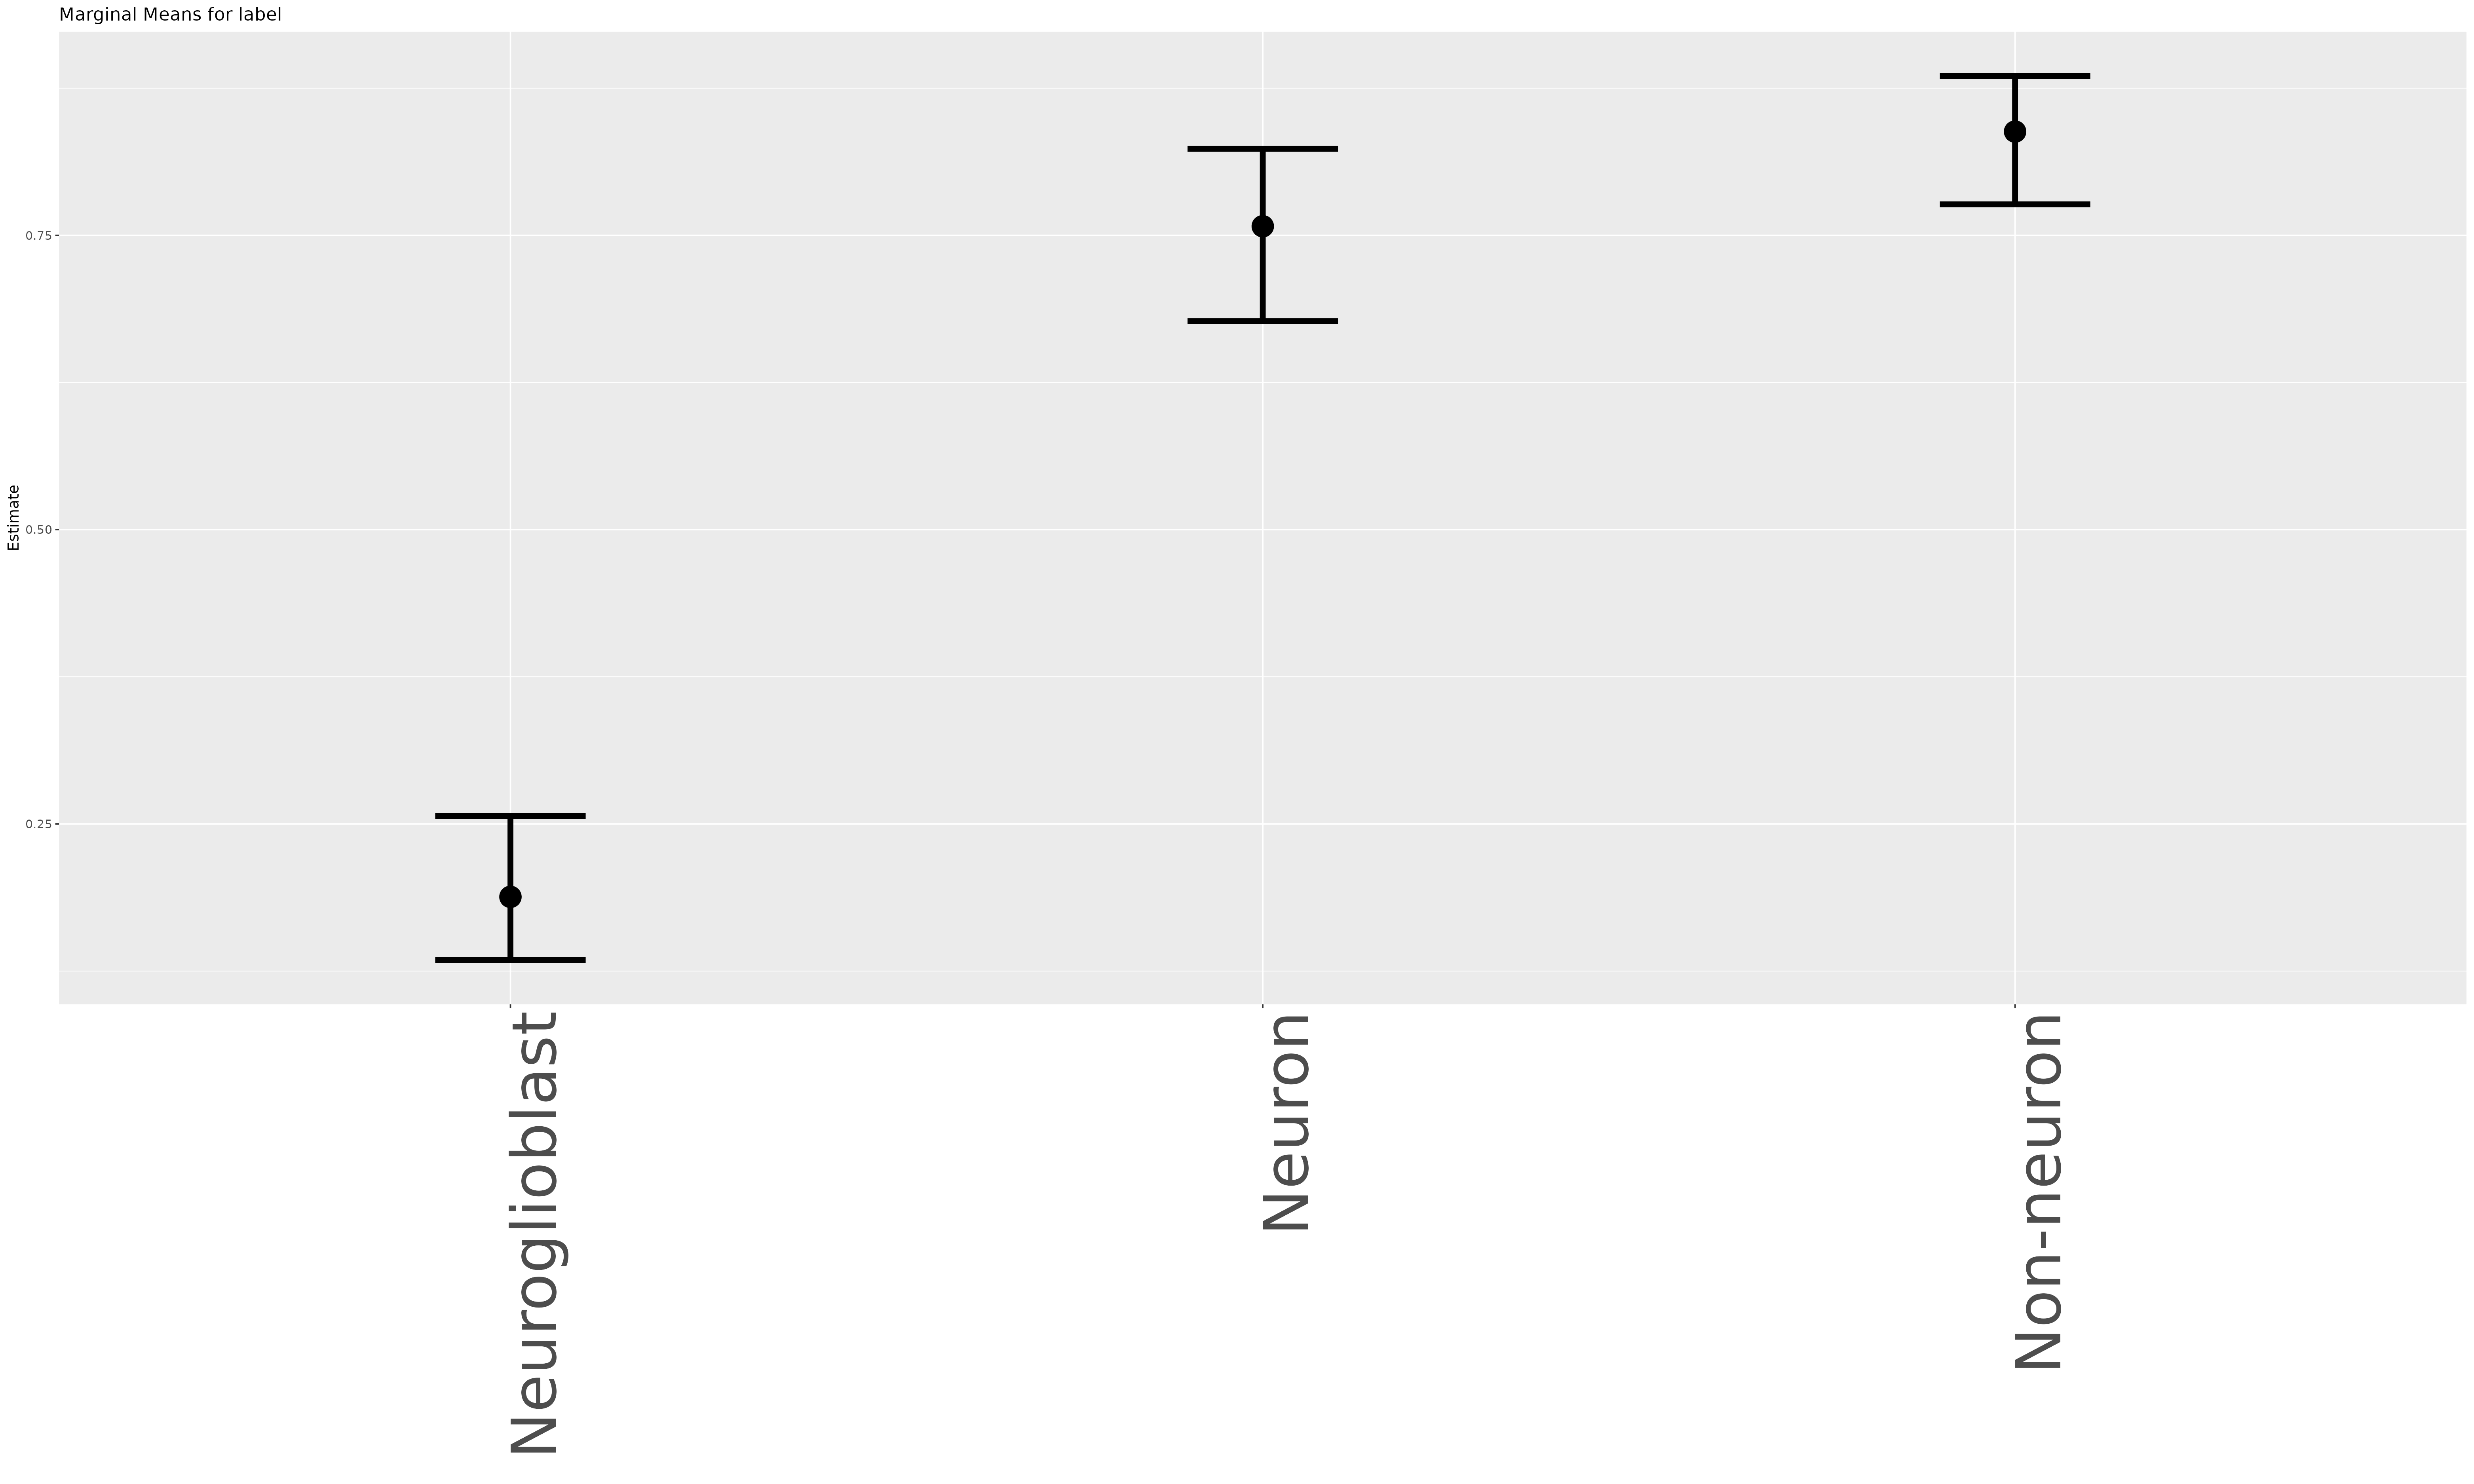 Marginal Means for label
Estimate
0.75
0.50
0.25
Neuroglioblast
Neuron
Non-neuron